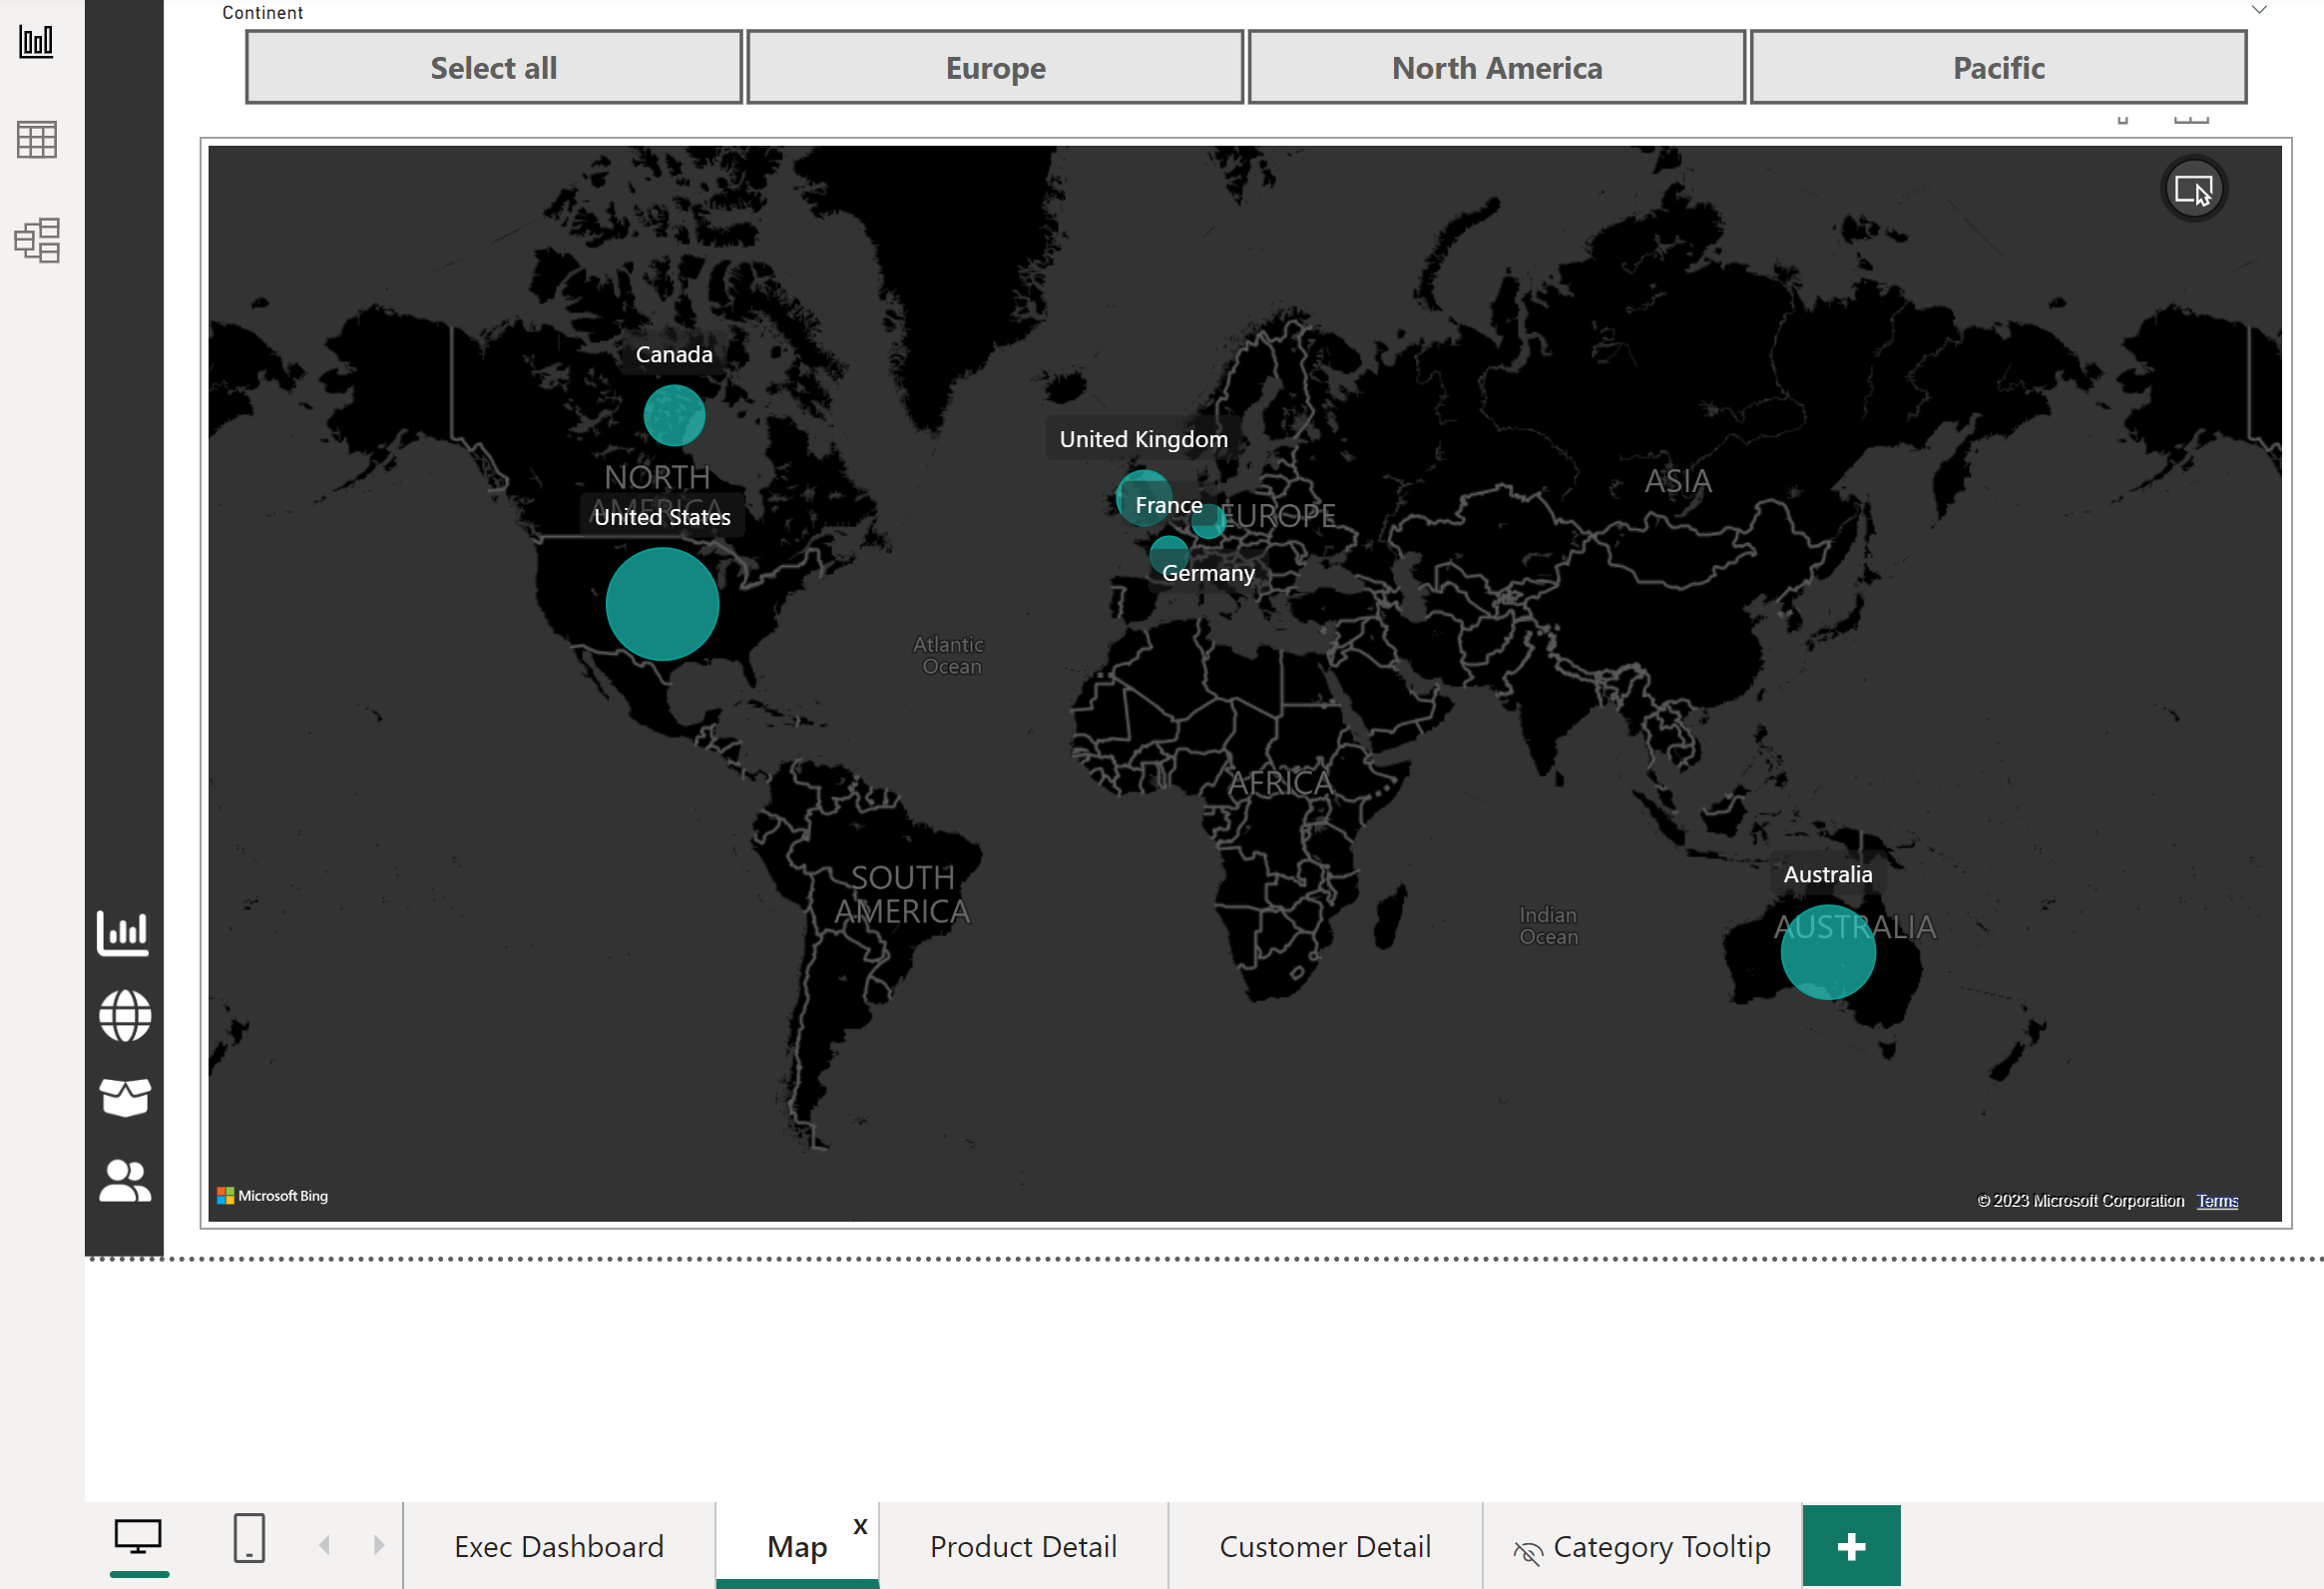 Continent
Select all
Europe
North America
Pacific
Canada
United Kingdom
NORTH
AMERICA
United States
France
EUROPE
ASIA
Germany
Atlantic
Ocean
AFRICA
SOUTH
AMERICA
Australia
AUSTRALIA
Indian
Ocean
Microsoft Bing
© 2023 Microsoft Corporation Terms
Exec Dashboard
Map
X
Product Detail
Customer Detail
Category Tooltip